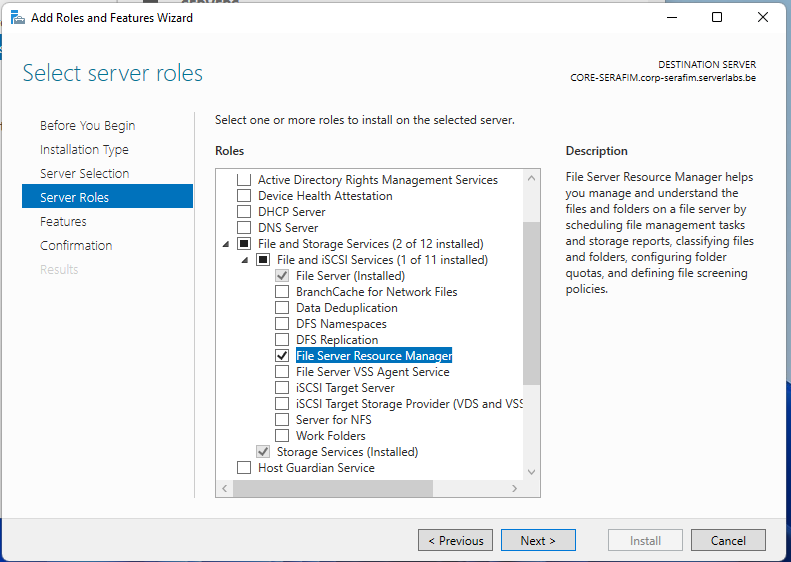 Add Roles and Features Wizard
Select server roles
DESTINATION SERVER
CORE-SERAFIM.corp-serafim.serverlabs.be
Before You Begin
Installation Type
Server Selection
Server Roles
Features
Confirmation
Results
Select one or more roles to install on the selected server.
Roles
Active Directory Rights Management Services
Device Health Attestation
DHCP Server
DNS Server
File and Storage Services (2 of 12 installed)
File and iSCSI Services (1 of 11 installed)
File Server (Installed)
BranchCache for Network Files
Data Deduplication
DFS Namespaces
DFS Replication
File Server Resource Manager
File Server VSS Agent Service
iSCSI Target Server
iSCSI Target Storage Provider (VDS and VSS
Server for NFS
Work Folders
Storage Services (Installed)
Host Guardian Service
Description
File Server Resource Manager helps
you manage and understand the
files and folders on a file server by
scheduling file management tasks
and storage reports, classifying files
and folders, configuring folder
quotas, and defining file screening
policies.
< Previous
Next >
Install
Cancel